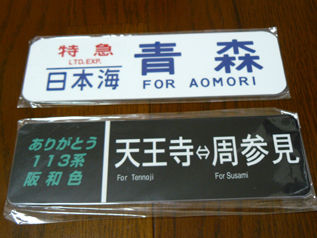 特急
LTD.EXP.
日本海
青森
FOR AOMORI
ありがとう
113系
阪和色
天王寺⇔周参見
For Tennoji
For Susami